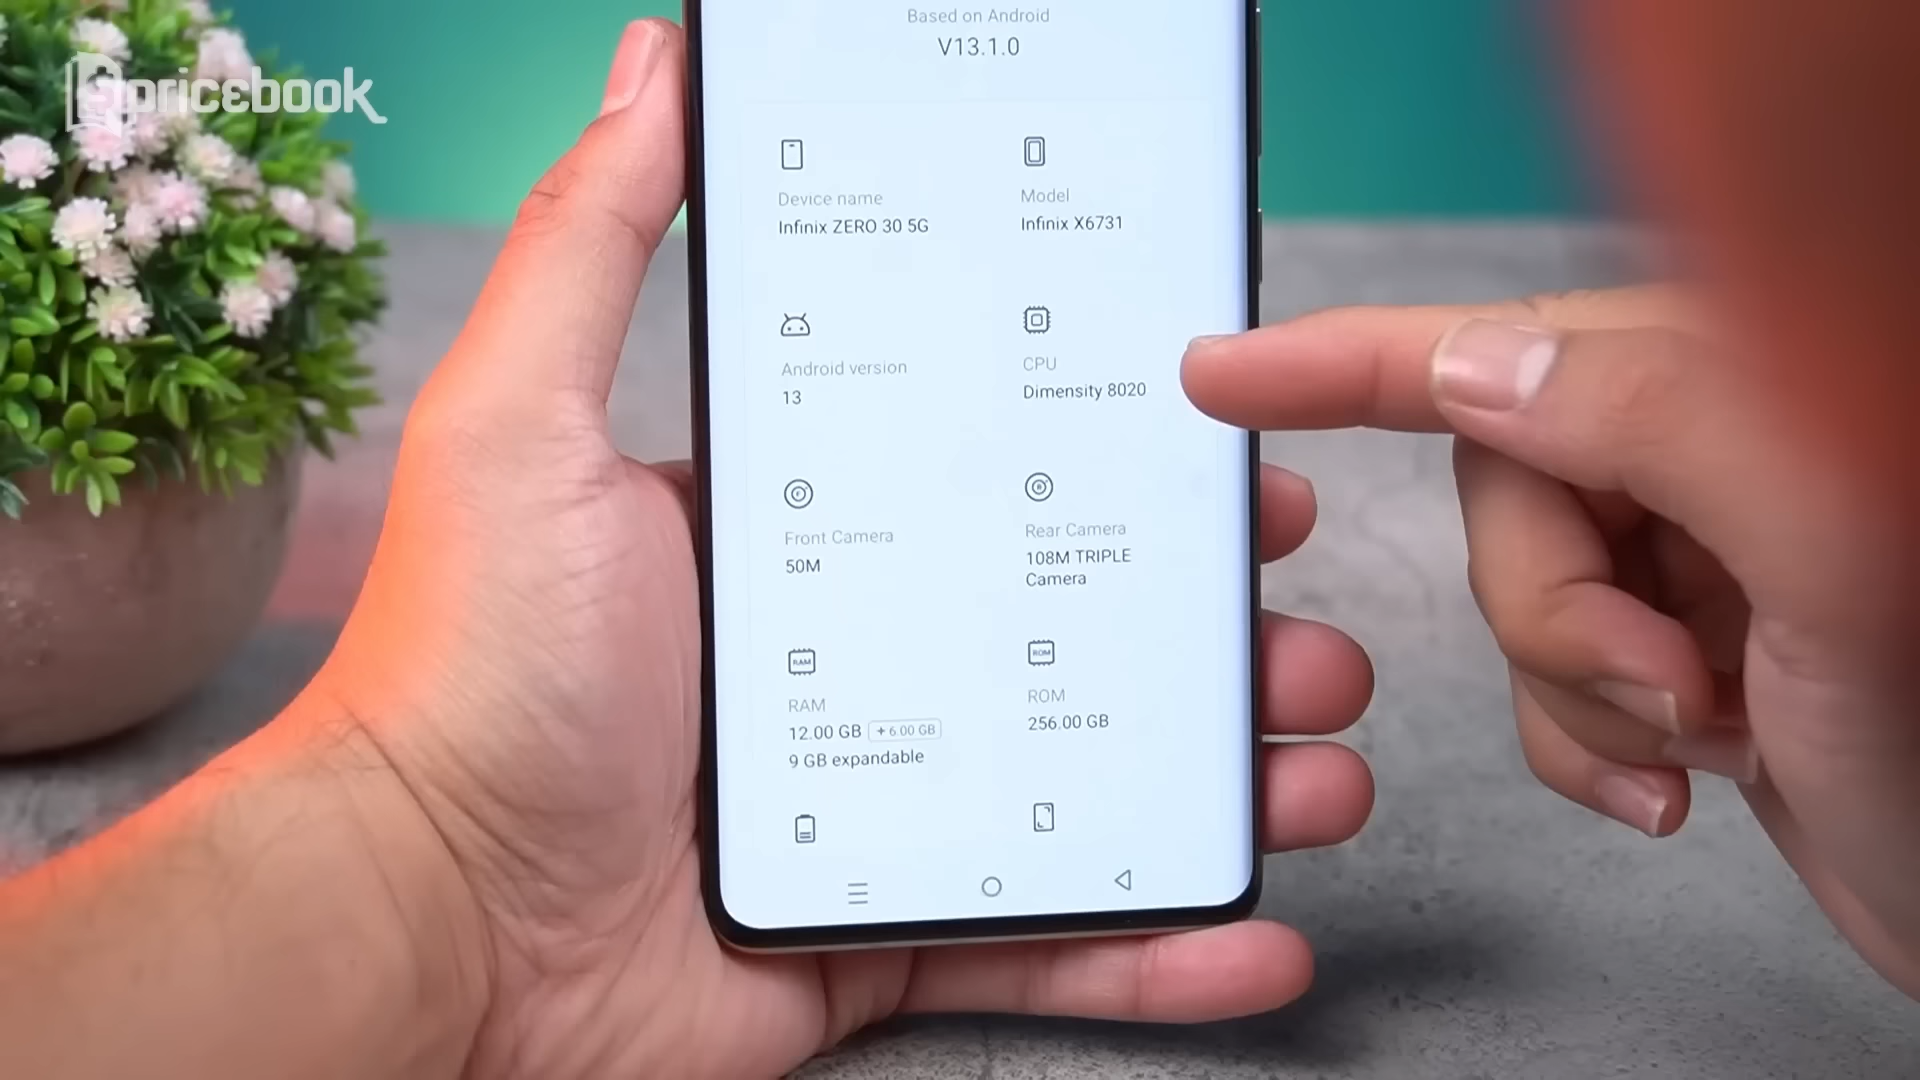 pricebook
Based on Android
V13.1.0
Device name
Infinix ZERO 30 5G
Model
Infinix X6731
Android version
13
CPU
Dimensity 8020
Front Camera
50M
Rear Camera
108M TRIPLE
Camera
RAM
RAM
12.00 GB + 6.00 GB
9 GB expandable
ROM
ROM
256.00 GB